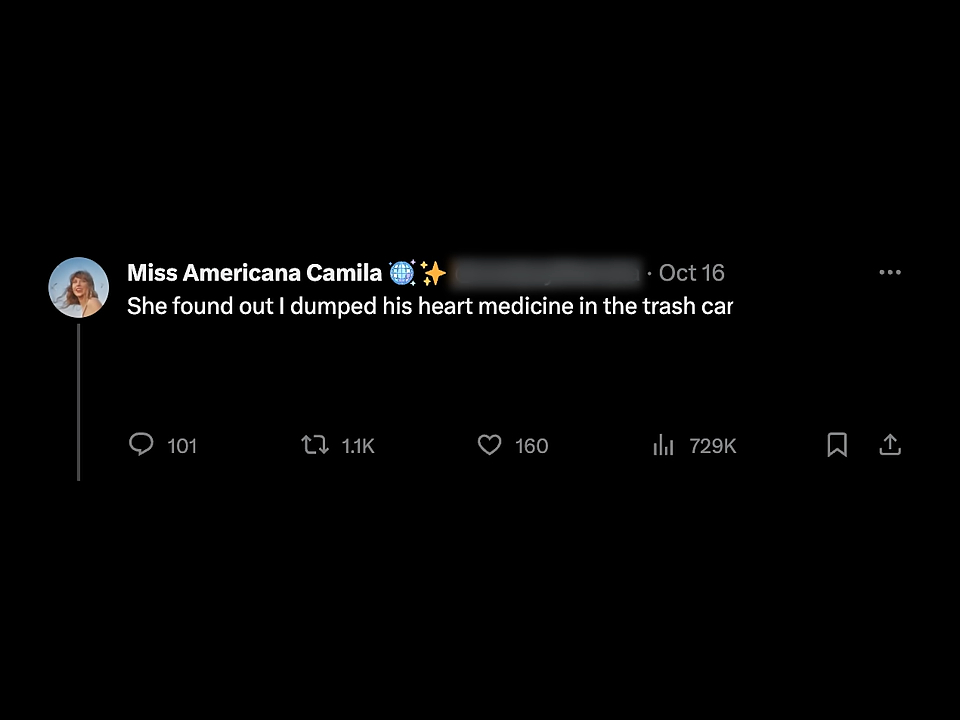 Miss Americana Camila 🪩✨ · Oct 16
She found out I dumped his heart medicine in the trash car
101 1.1K 160 729K